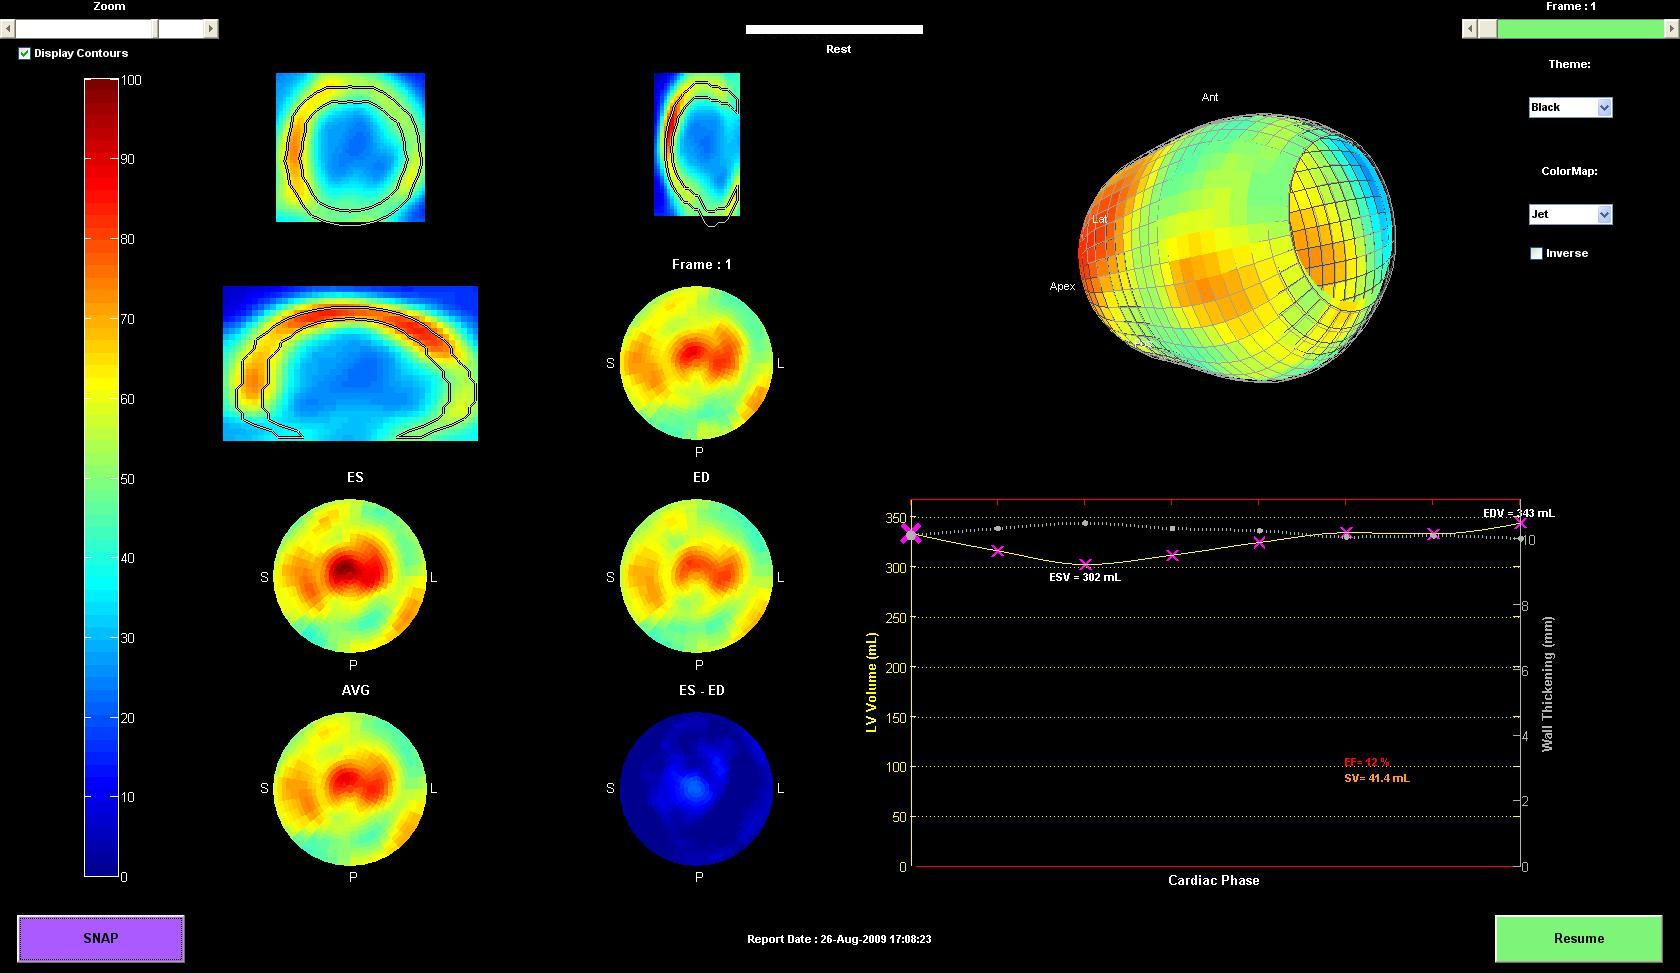 Zoom
Frame : 1
Display Contours
Rest
Theme:
Black
ColorMap:
Jet
Inverse
100
90
80
70
60
50
40
30
20
10
0
Ant
Lat
Apex
Frame : 1
S
L
P
ES
ED
S
L
P
S
L
P
AVG
ES - ED
S
L
P
S
L
P
350
300
250
200
150
100
50
0
LV Volume (mL)
EDV = 343 mL
ESV = 302 mL
EF= 12 %
SV= 41.4 mL
10
8
6
4
2
0
Wall Thickening (mm)
Cardiac Phase
SNAP
Report Date : 26-Aug-2009 17:08:23
Resume